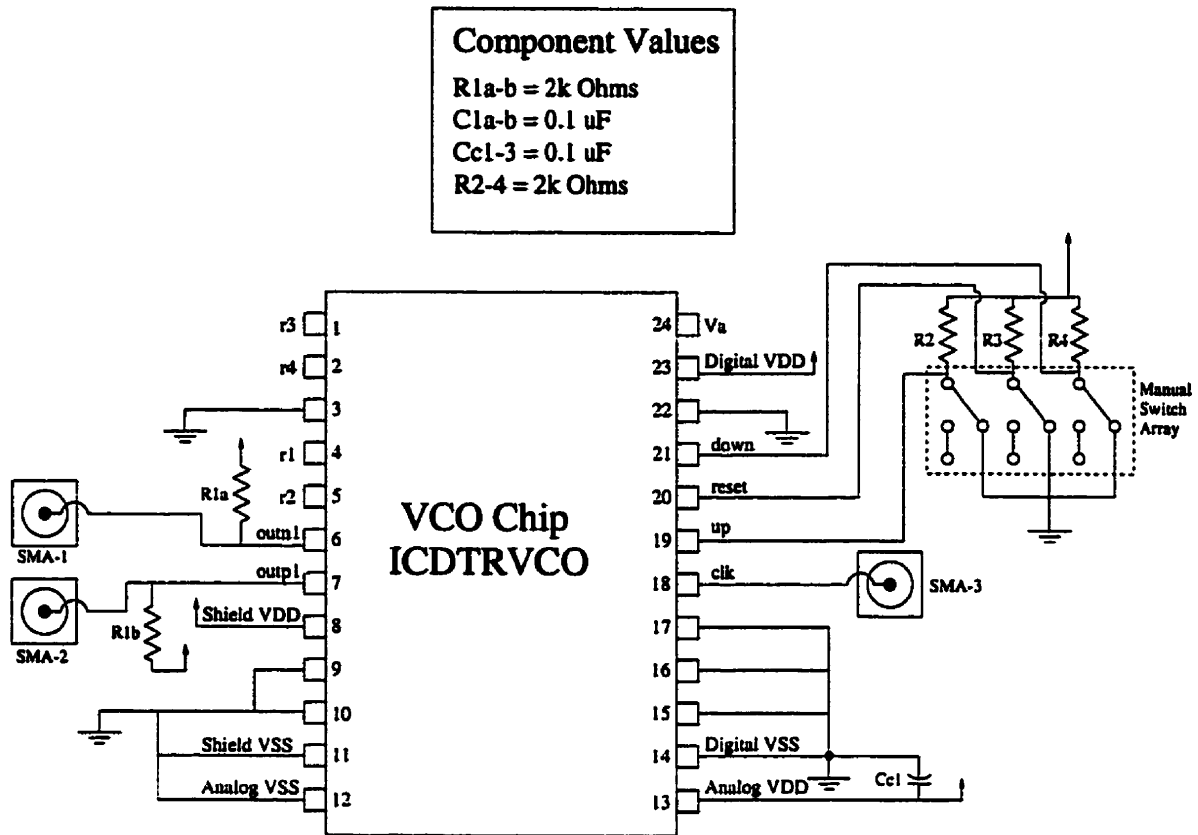 Component Values
R1a-b = 2k Ohms
C1a-b = 0.1 uF
Cc1-3 = 0.1 uF
R2-4 = 2k Ohms
r3
1
r4
2
3
r1
4
r2
5
R1a
outn1
6
SMA-1
outp1
7
R1b
SMA-2
Shield VDD
8
9
10
Shield VSS
11
Analog VSS
12
VCO Chip
ICDTRVCO
24
Va
23
Digital VDD
22
21
down
20
reset
19
up
18
clk
SMA-3
17
16
15
14
Digital VSS
Cc1
13
Analog VDD
R2
R3
R4
Manual
Switch
Array